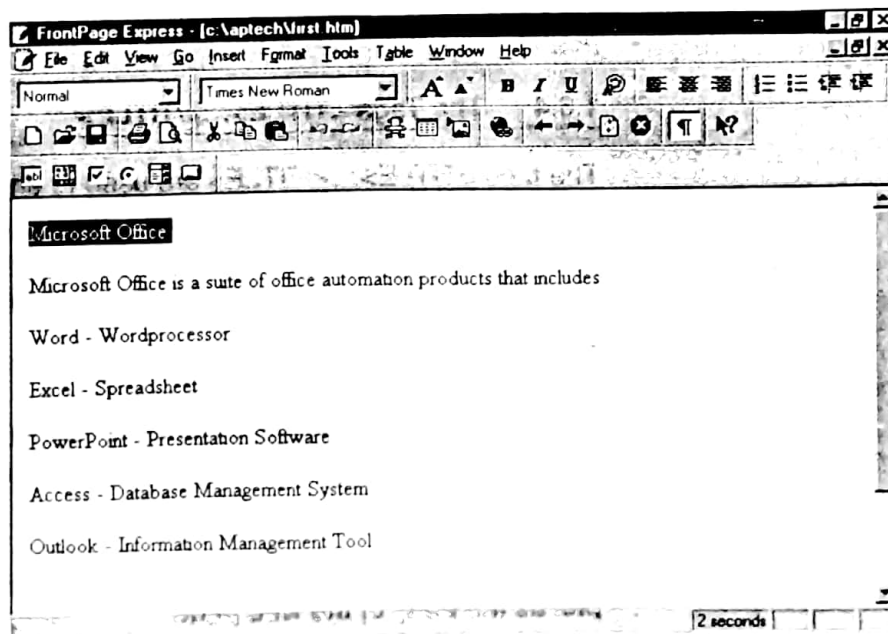 FrontPage Express - [c:\aptech\first.htm]
File Edit View Go Insert Format Tools Table Window Help
Normal Times New Roman A A B I U
abl
Microsoft Office
Microsoft Office is a suite of office automation products that includes
Word - Wordprocessor
Excel - Spreadsheet
PowerPoint - Presentation Software
Access - Database Management System
Outlook - Information Management Tool
2 seconds